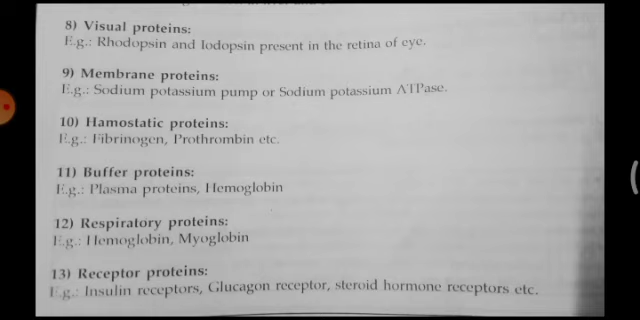 8) Visual proteins:
E.g.: Rhodopsin and Iodopsin present in the retina of eye.
9) Membrane proteins:
E.g.: Sodium potassium pump or Sodium potassium ATPase.
10) Hamostatic proteins:
E.g.: Fibrinogen, Prothrombin etc.
11) Buffer proteins:
E.g.: Plasma proteins, Hemoglobin
12) Respiratory proteins:
E.g.: Hemoglobin, Myoglobin
13) Receptor proteins:
E.g.: Insulin receptors, Glucagon receptor, steroid hormone receptors etc.